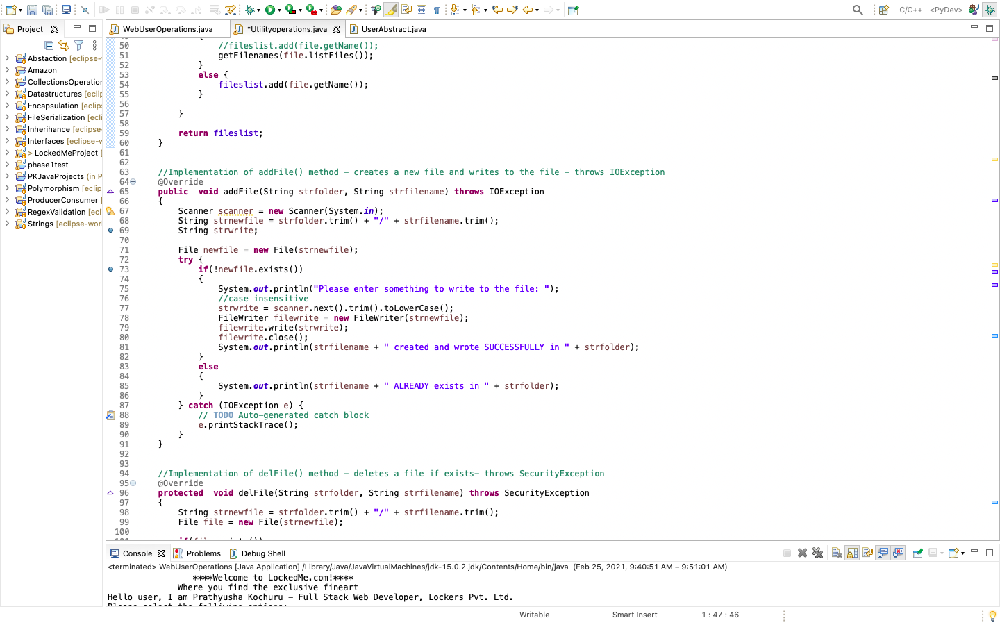 C/C++ <PyDev>
Project
WebUserOperations.java *Utilityoperations.java UserAbstract.java
Abstaction [eclipse-
Amazon
CollectionsOperation
Datastructures [eclip
Encapsulation [eclips
FileSerialization [ecli
Inherihance [eclipse-
Interfaces [eclipse-w
> LockedMeProject [
phase1test
PKJavaProjects (in P
Polymorphism [eclip
ProducerConsumer [
RegexValidation [ecl
Strings [eclipse-wor
49 {
50 //fileslist.add(file.getName());
51 getFilenames(file.listFiles());
52 }
53 else {
54 fileslist.add(file.getName());
55 }
56
57 }
58
59 return fileslist;
60 }
61
62
63 //Implementation of addFile() method - creates a new file and writes to the file - throws IOException
64 @Override
65 public  void addFile(String strfolder, String strfilename) throws IOException
66 {
67 Scanner scanner = new Scanner(System.in);
68 String strnewfile = strfolder.trim() + "/" + strfilename.trim();
69 String strwrite;
70
71 File newfile = new File(strnewfile);
72 try {
73 if(!newfile.exists())
74 {
75 System.out.println("Please enter something to write to the file: ");
76 //case insensitive
77 strwrite = scanner.next().trim().toLowerCase();
78 FileWriter filewrite = new FileWriter(strnewfile);
79 filewrite.write(strwrite);
80 filewrite.close();
81 System.out.println(strfilename + " created and wrote SUCCESSFULLY in " + strfolder);
82 }
83 else
84 {
85 System.out.println(strfilename + " ALREADY exists in " + strfolder);
86 }
87 } catch (IOException e) {
88 // TODO Auto-generated catch block
89 e.printStackTrace();
90 }
91 }
92
93
94 //Implementation of delFile() method - deletes a file if exists- throws SecurityException
95 @Override
96 protected  void delFile(String strfolder, String strfilename) throws SecurityException
97 {
98 String strnewfile = strfolder.trim() + "/" + strfilename.trim();
99 File file = new File(strnewfile);
100
101 if(file.exists())
Console Problems Debug Shell
<terminated> WebUserOperations [Java Application] /Library/Java/JavaVirtualMachines/jdk-15.0.2.jdk/Contents/Home/bin/java  (Feb 25, 2021, 9:40:51 AM – 9:51:01 AM)
****Welcome to LockedMe.com!****
Where you find the exclusive fineart
Hello user, I am Prathyusha Kochuru - Full Stack Web Developer, Lockers Pvt. Ltd.
Please select the folliving options:
Writable Smart Insert 1 : 47 : 46